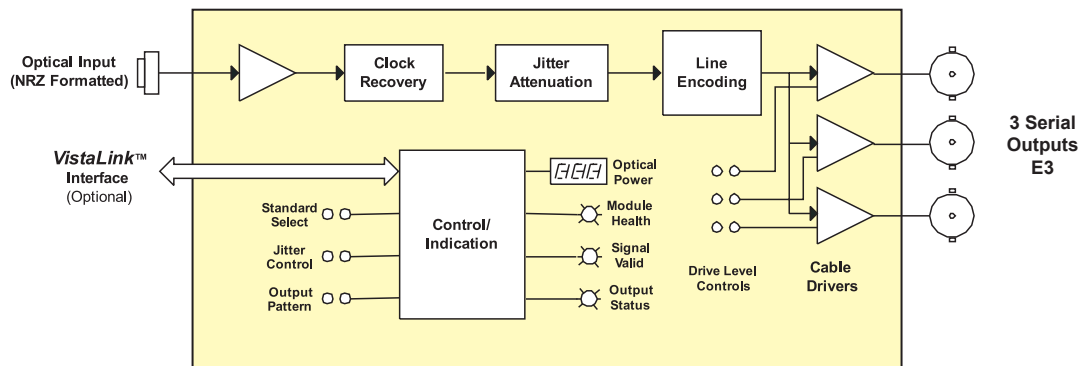 Optical Input
(NRZ Formatted)
Clock
Recovery
Jitter
Attenuation
Line
Encoding
3 Serial
Outputs
E3
VistaLink™
Interface
(Optional)
Control/
Indication
Optical
Power
Standard
Select
Module
Health
Jitter
Control
Signal
Valid
Output
Pattern
Output
Status
Drive Level
Controls
Cable
Drivers